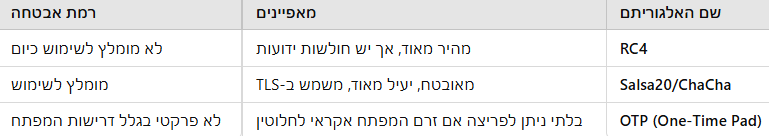 שם האלגוריתם מאפיינים רמת אבטחה
RC4 מהיר מאוד, אך יש חולשות ידועות לא מומלץ לשימוש כיום
Salsa20/ChaCha מאובטח, יעיל מאוד, משמש ב-TLS מומלץ לשימוש
OTP (One-Time Pad) בלתי ניתן לפריצה אם זרם המפתח אקראי לחלוטין לא פרקטי בגלל דרישות המפתח